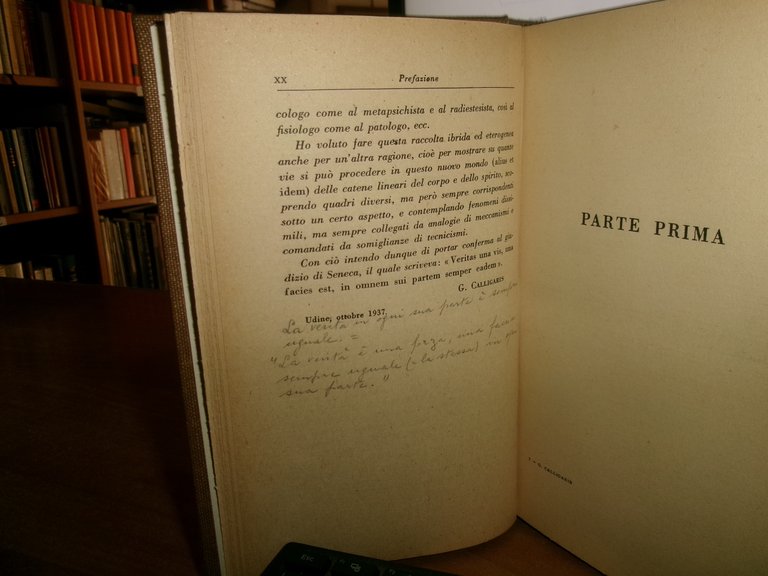 XX Prefazione
cologo come al metapsichista e al radiestesista, così al
fisiologo come al patologo, ecc.
Ho voluto fare questa raccolta ibrida ed eterogenea
anche per un'altra ragione, cioè per mostrare su quante
vie si può procedere in questo nuovo mondo (alius et
idem) delle catene lineari del corpo e dello spirito, sco-
prendo quadri diversi, ma però sempre corrispondenti
sotto un certo aspetto, e contemplando fenomeni dissi-
mili, ma sempre collegati da analogie di meccanismi e
comandati da somiglianze di tecnicismi.
Con ciò intendo dunque di portar conferma al giu-
dizio di Seneca, il quale scriveva: « Veritas una vis, una
facies est, in omnem sui partem semper eadem ».
G. CALLIGARIS
Udine, ottobre 1937.
La verità in ogni sua parte è sempre
uguale. =
"La verità è una forza, una faccia
sempre uguale (= la stessa) in ogni
sua parte."
PARTE PRIMA
1 - G. CALLIGARIS
ESC